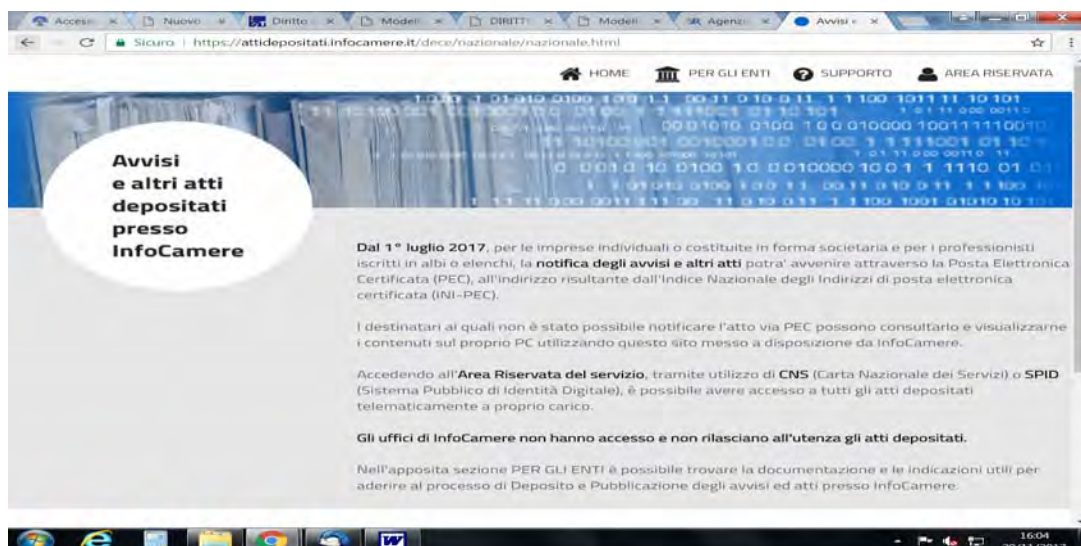 Nuovo
Diritto
Modell
DIRITT
Modell
Agenzi
Avvisi e
Sicuro https://attidepositati.infocamere.it/dece/nazionale/nazionale.html
HOME PER GLI ENTI SUPPORTO AREA RISERVATA
Avvisi
e altri atti
depositati
presso
InfoCamere
Dal 1° luglio 2017, per le imprese individuali o costituite in forma societaria e per i professionisti
iscritti in albi o elenchi, la notifica degli avvisi e altri atti potra' avvenire attraverso la Posta Elettronica
Certificata (PEC), all'indirizzo risultante dall'Indice Nazionale degli Indirizzi di posta elettronica
certificata (INI-PEC).
I destinatari ai quali non è stato possibile notificare l'atto via PEC possono consultarlo e visualizzarne
i contenuti sul proprio PC utilizzando questo sito messo a disposizione da InfoCamere.
Accedendo all'Area Riservata del servizio, tramite utilizzo di CNS (Carta Nazionale dei Servizi) o SPID
(Sistema Pubblico di Identità Digitale), è possibile avere accesso a tutti gli atti depositati
telematicamente a proprio carico.
Gli uffici di InfoCamere non hanno accesso e non rilasciano all'utenza gli atti depositati.
Nell'apposita sezione PER GLI ENTI è possibile trovare la documentazione e le indicazioni utili per
aderire al processo di Deposito e Pubblicazione degli avvisi ed atti presso InfoCamere.
16:04